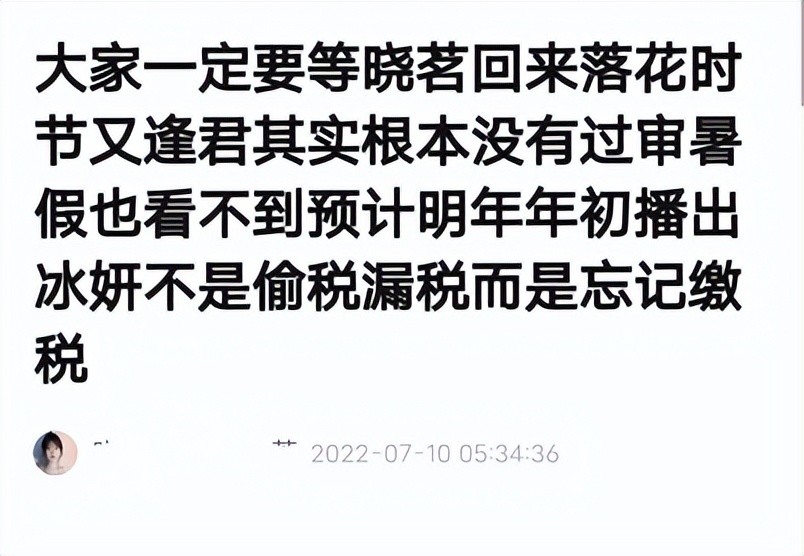 大家一定要等晓茗回来落花时
节又逢君其实根本没有过审暑
假也看不到预计明年年初播出
冰妍不是偷税漏税而是忘记缴
税
2022-07-10 05:34:36